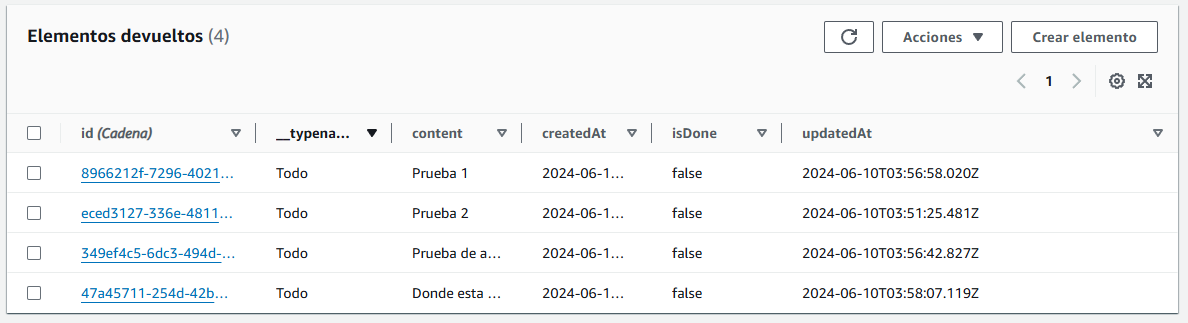 Elementos devueltos (4)
Acciones
Crear elemento
1
id (Cadena) __typena... content createdAt isDone updatedAt
8966212f-7296-4021... Todo Prueba 1 2024-06-1... false 2024-06-10T03:56:58.020Z
eced3127-336e-4811... Todo Prueba 2 2024-06-1... false 2024-06-10T03:51:25.481Z
349ef4c5-6dc3-494d-... Todo Prueba de a... 2024-06-1... false 2024-06-10T03:56:42.827Z
47a45711-254d-42b... Todo Donde esta ... 2024-06-1... false 2024-06-10T03:58:07.119Z